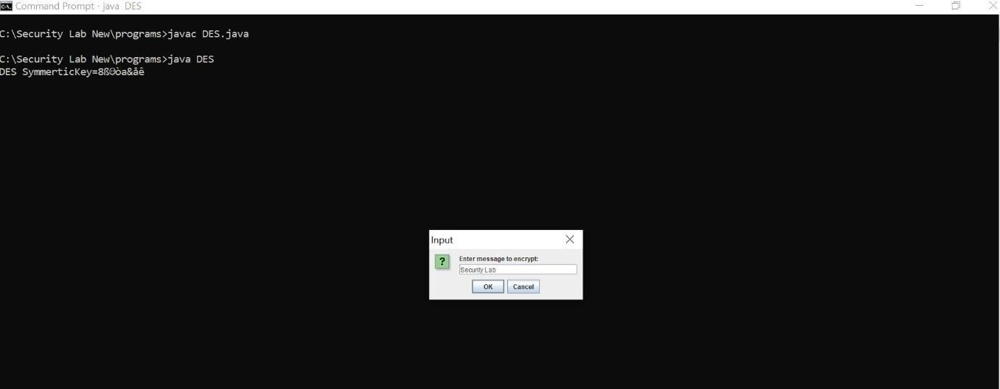 Command Prompt - java  DES
C:\Security Lab New\programs>javac DES.java
C:\Security Lab New\programs>java DES
DES SymmerticKey=8ß☺òa&åê
Input
Enter message to encrypt:
Security Lab
OK
Cancel